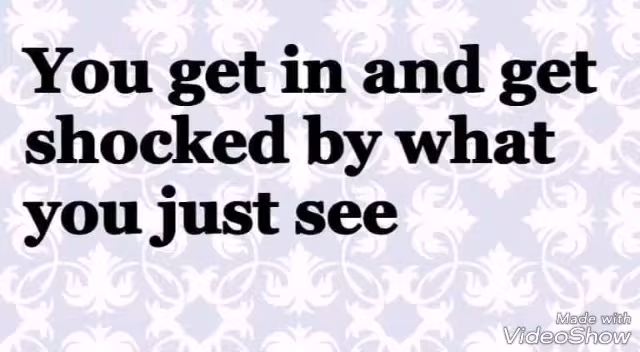 You get in and get
shocked by what
you just see
Made with
VideoShow